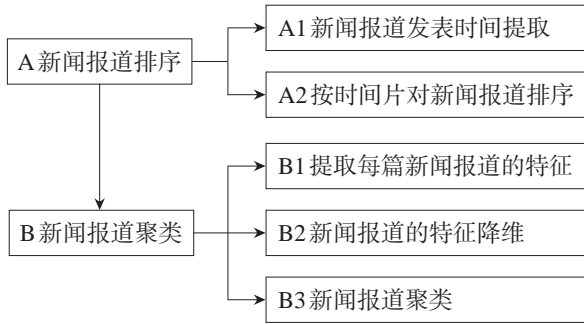 A1新闻报道发表时间提取
A新闻报道排序
A2按时间片对新闻报道排序
B1提取每篇新闻报道的特征
B新闻报道聚类
B2新闻报道的特征降维
B3新闻报道聚类